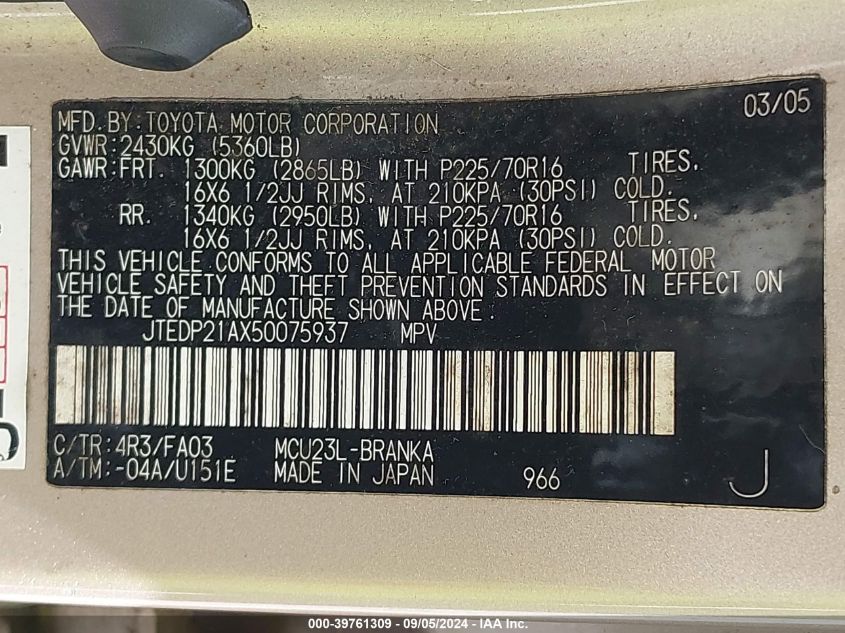 03/05
MFD. BY: TOYOTA MOTOR CORPORATION
GVWR: 2430KG (5360LB)
GAWR: FRT. 1300KG (2865LB) WITH P225/70R16 TIRES,
16X6 1/2JJ RIMS, AT 210KPA (30PSI) COLD.
RR. 1340KG (2950LB) WITH P225/70R16 TIRES,
16X6 1/2JJ RIMS, AT 210KPA (30PSI) COLD.
THIS VEHICLE CONFORMS TO ALL APPLICABLE FEDERAL MOTOR
VEHICLE SAFETY AND THEFT PREVENTION STANDARDS IN EFFECT ON
THE DATE OF MANUFACTURE SHOWN ABOVE.
JTEDP21AX50075937 MPV
C/TR: 4R3/FA03 MCU23L-BRANKA
A/TM: -04A/U151E MADE IN JAPAN 966 J
000-39761309 - 09/05/2024 - IAA Inc.